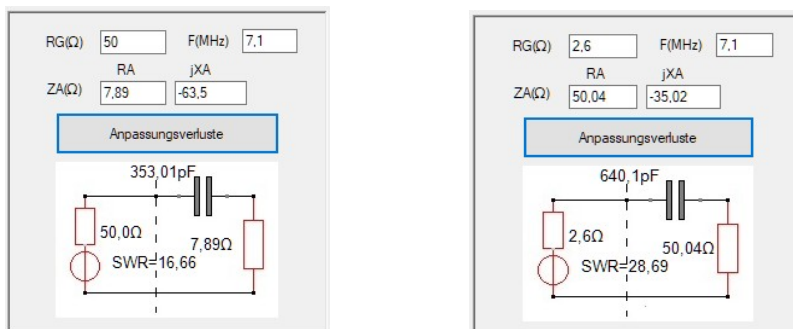 RG(Ω) 50 F(MHz) 7,1
RA jXA
ZA(Ω) 7,89 -63,5
Anpassungsverluste
353,01pF
50,0Ω
7,89Ω
SWR=16,66
RG(Ω) 2,6 F(MHz) 7,1
RA jXA
ZA(Ω) 50,04 -35,02
Anpassungsverluste
640,1pF
2,6Ω
50,04Ω
SWR=28,69